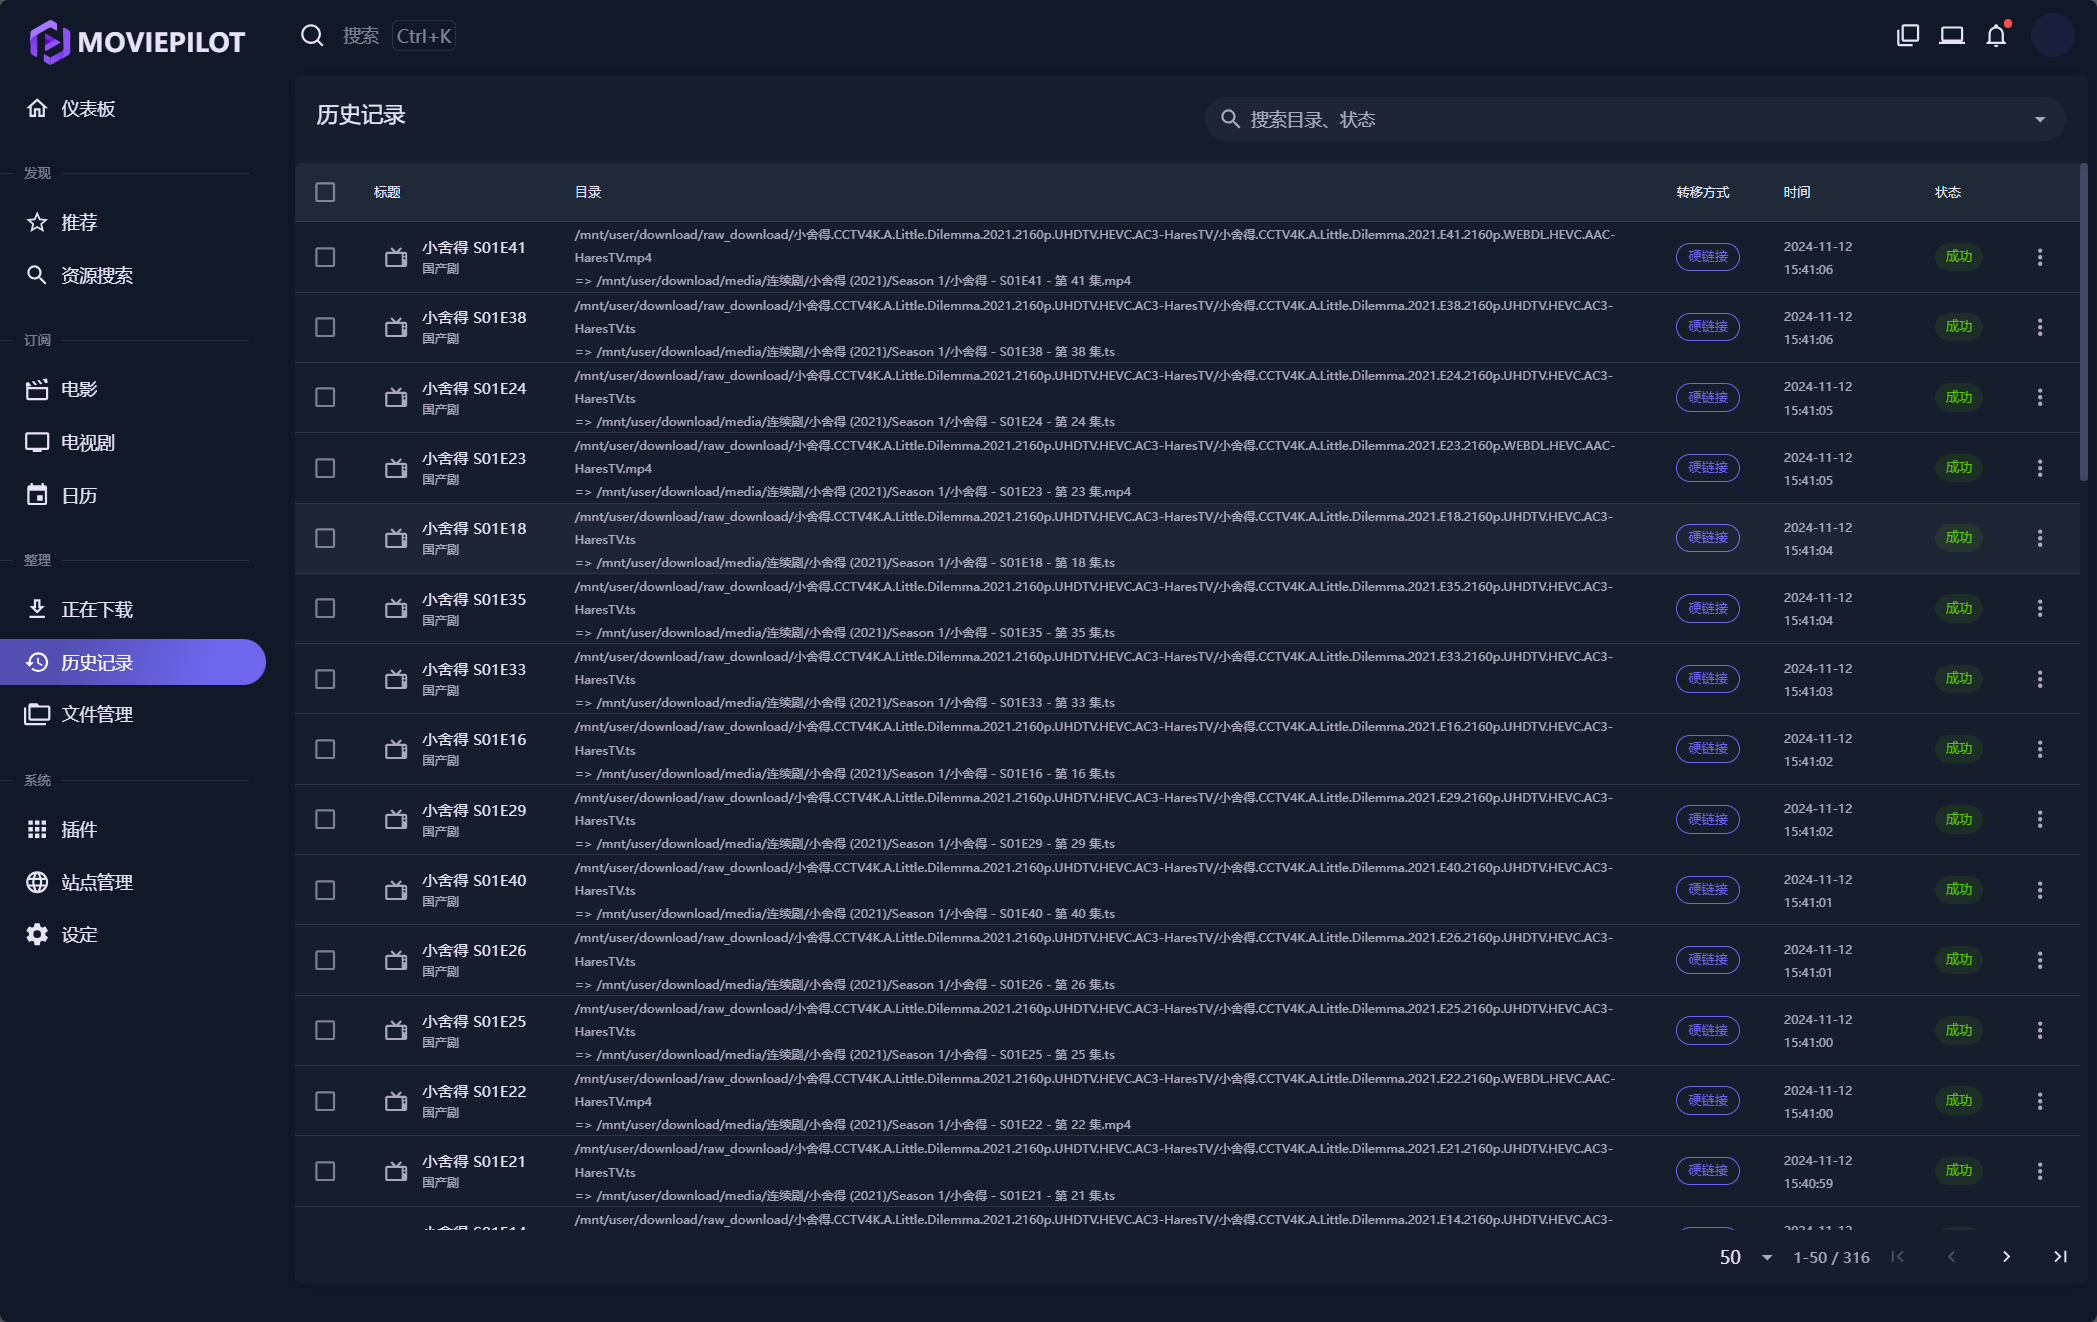 MOVIEPILOT
搜索 Ctrl+K
仪表板
发现
推荐
资源搜索
订阅
电影
电视剧
日历
整理
正在下载
历史记录
文件管理
系统
插件
站点管理
设定
历史记录
搜索目录、状态
标题 目录 转移方式 时间 状态
小舍得 S01E41
国产剧
/mnt/user/download/raw_download/小舍得.CCTV4K.A.Little.Dilemma.2021.2160p.UHDTV.HEVC.AC3-HaresTV/小舍得.CCTV4K.A.Little.Dilemma.2021.E41.2160p.WEBDL.HEVC.AAC-
HaresTV.mp4
=> /mnt/user/download/media/连续剧/小舍得 (2021)/Season 1/小舍得 - S01E41 - 第 41 集.mp4
硬链接
2024-11-12
15:41:06
成功
小舍得 S01E38
国产剧
/mnt/user/download/raw_download/小舍得.CCTV4K.A.Little.Dilemma.2021.2160p.UHDTV.HEVC.AC3-HaresTV/小舍得.CCTV4K.A.Little.Dilemma.2021.E38.2160p.UHDTV.HEVC.AC3-
HaresTV.ts
=> /mnt/user/download/media/连续剧/小舍得 (2021)/Season 1/小舍得 - S01E38 - 第 38 集.ts
硬链接
2024-11-12
15:41:06
成功
小舍得 S01E24
国产剧
/mnt/user/download/raw_download/小舍得.CCTV4K.A.Little.Dilemma.2021.2160p.UHDTV.HEVC.AC3-HaresTV/小舍得.CCTV4K.A.Little.Dilemma.2021.E24.2160p.UHDTV.HEVC.AC3-
HaresTV.ts
=> /mnt/user/download/media/连续剧/小舍得 (2021)/Season 1/小舍得 - S01E24 - 第 24 集.ts
硬链接
2024-11-12
15:41:05
成功
小舍得 S01E23
国产剧
/mnt/user/download/raw_download/小舍得.CCTV4K.A.Little.Dilemma.2021.2160p.UHDTV.HEVC.AC3-HaresTV/小舍得.CCTV4K.A.Little.Dilemma.2021.E23.2160p.WEBDL.HEVC.AAC-
HaresTV.mp4
=> /mnt/user/download/media/连续剧/小舍得 (2021)/Season 1/小舍得 - S01E23 - 第 23 集.mp4
硬链接
2024-11-12
15:41:05
成功
小舍得 S01E18
国产剧
/mnt/user/download/raw_download/小舍得.CCTV4K.A.Little.Dilemma.2021.2160p.UHDTV.HEVC.AC3-HaresTV/小舍得.CCTV4K.A.Little.Dilemma.2021.E18.2160p.UHDTV.HEVC.AC3-
HaresTV.ts
=> /mnt/user/download/media/连续剧/小舍得 (2021)/Season 1/小舍得 - S01E18 - 第 18 集.ts
硬链接
2024-11-12
15:41:04
成功
小舍得 S01E35
国产剧
/mnt/user/download/raw_download/小舍得.CCTV4K.A.Little.Dilemma.2021.2160p.UHDTV.HEVC.AC3-HaresTV/小舍得.CCTV4K.A.Little.Dilemma.2021.E35.2160p.UHDTV.HEVC.AC3-
HaresTV.ts
=> /mnt/user/download/media/连续剧/小舍得 (2021)/Season 1/小舍得 - S01E35 - 第 35 集.ts
硬链接
2024-11-12
15:41:04
成功
小舍得 S01E33
国产剧
/mnt/user/download/raw_download/小舍得.CCTV4K.A.Little.Dilemma.2021.2160p.UHDTV.HEVC.AC3-HaresTV/小舍得.CCTV4K.A.Little.Dilemma.2021.E33.2160p.UHDTV.HEVC.AC3-
HaresTV.ts
=> /mnt/user/download/media/连续剧/小舍得 (2021)/Season 1/小舍得 - S01E33 - 第 33 集.ts
硬链接
2024-11-12
15:41:03
成功
小舍得 S01E16
国产剧
/mnt/user/download/raw_download/小舍得.CCTV4K.A.Little.Dilemma.2021.2160p.UHDTV.HEVC.AC3-HaresTV/小舍得.CCTV4K.A.Little.Dilemma.2021.E16.2160p.UHDTV.HEVC.AC3-
HaresTV.ts
=> /mnt/user/download/media/连续剧/小舍得 (2021)/Season 1/小舍得 - S01E16 - 第 16 集.ts
硬链接
2024-11-12
15:41:02
成功
小舍得 S01E29
国产剧
/mnt/user/download/raw_download/小舍得.CCTV4K.A.Little.Dilemma.2021.2160p.UHDTV.HEVC.AC3-HaresTV/小舍得.CCTV4K.A.Little.Dilemma.2021.E29.2160p.UHDTV.HEVC.AC3-
HaresTV.ts
=> /mnt/user/download/media/连续剧/小舍得 (2021)/Season 1/小舍得 - S01E29 - 第 29 集.ts
硬链接
2024-11-12
15:41:02
成功
小舍得 S01E40
国产剧
/mnt/user/download/raw_download/小舍得.CCTV4K.A.Little.Dilemma.2021.2160p.UHDTV.HEVC.AC3-HaresTV/小舍得.CCTV4K.A.Little.Dilemma.2021.E40.2160p.UHDTV.HEVC.AC3-
HaresTV.ts
=> /mnt/user/download/media/连续剧/小舍得 (2021)/Season 1/小舍得 - S01E40 - 第 40 集.ts
硬链接
2024-11-12
15:41:01
成功
小舍得 S01E26
国产剧
/mnt/user/download/raw_download/小舍得.CCTV4K.A.Little.Dilemma.2021.2160p.UHDTV.HEVC.AC3-HaresTV/小舍得.CCTV4K.A.Little.Dilemma.2021.E26.2160p.UHDTV.HEVC.AC3-
HaresTV.ts
=> /mnt/user/download/media/连续剧/小舍得 (2021)/Season 1/小舍得 - S01E26 - 第 26 集.ts
硬链接
2024-11-12
15:41:01
成功
小舍得 S01E25
国产剧
/mnt/user/download/raw_download/小舍得.CCTV4K.A.Little.Dilemma.2021.2160p.UHDTV.HEVC.AC3-HaresTV/小舍得.CCTV4K.A.Little.Dilemma.2021.E25.2160p.UHDTV.HEVC.AC3-
HaresTV.ts
=> /mnt/user/download/media/连续剧/小舍得 (2021)/Season 1/小舍得 - S01E25 - 第 25 集.ts
硬链接
2024-11-12
15:41:00
成功
小舍得 S01E22
国产剧
/mnt/user/download/raw_download/小舍得.CCTV4K.A.Little.Dilemma.2021.2160p.UHDTV.HEVC.AC3-HaresTV/小舍得.CCTV4K.A.Little.Dilemma.2021.E22.2160p.WEBDL.HEVC.AAC-
HaresTV.mp4
=> /mnt/user/download/media/连续剧/小舍得 (2021)/Season 1/小舍得 - S01E22 - 第 22 集.mp4
硬链接
2024-11-12
15:41:00
成功
小舍得 S01E21
国产剧
/mnt/user/download/raw_download/小舍得.CCTV4K.A.Little.Dilemma.2021.2160p.UHDTV.HEVC.AC3-HaresTV/小舍得.CCTV4K.A.Little.Dilemma.2021.E21.2160p.UHDTV.HEVC.AC3-
HaresTV.ts
=> /mnt/user/download/media/连续剧/小舍得 (2021)/Season 1/小舍得 - S01E21 - 第 21 集.ts
硬链接
2024-11-12
15:40:59
成功
小舍得 S01E14
/mnt/user/download/raw_download/小舍得.CCTV4K.A.Little.Dilemma.2021.2160p.UHDTV.HEVC.AC3-HaresTV/小舍得.CCTV4K.A.Little.Dilemma.2021.E14.2160p.UHDTV.HEVC.AC3-
2024-11-12
50 1-50 / 316